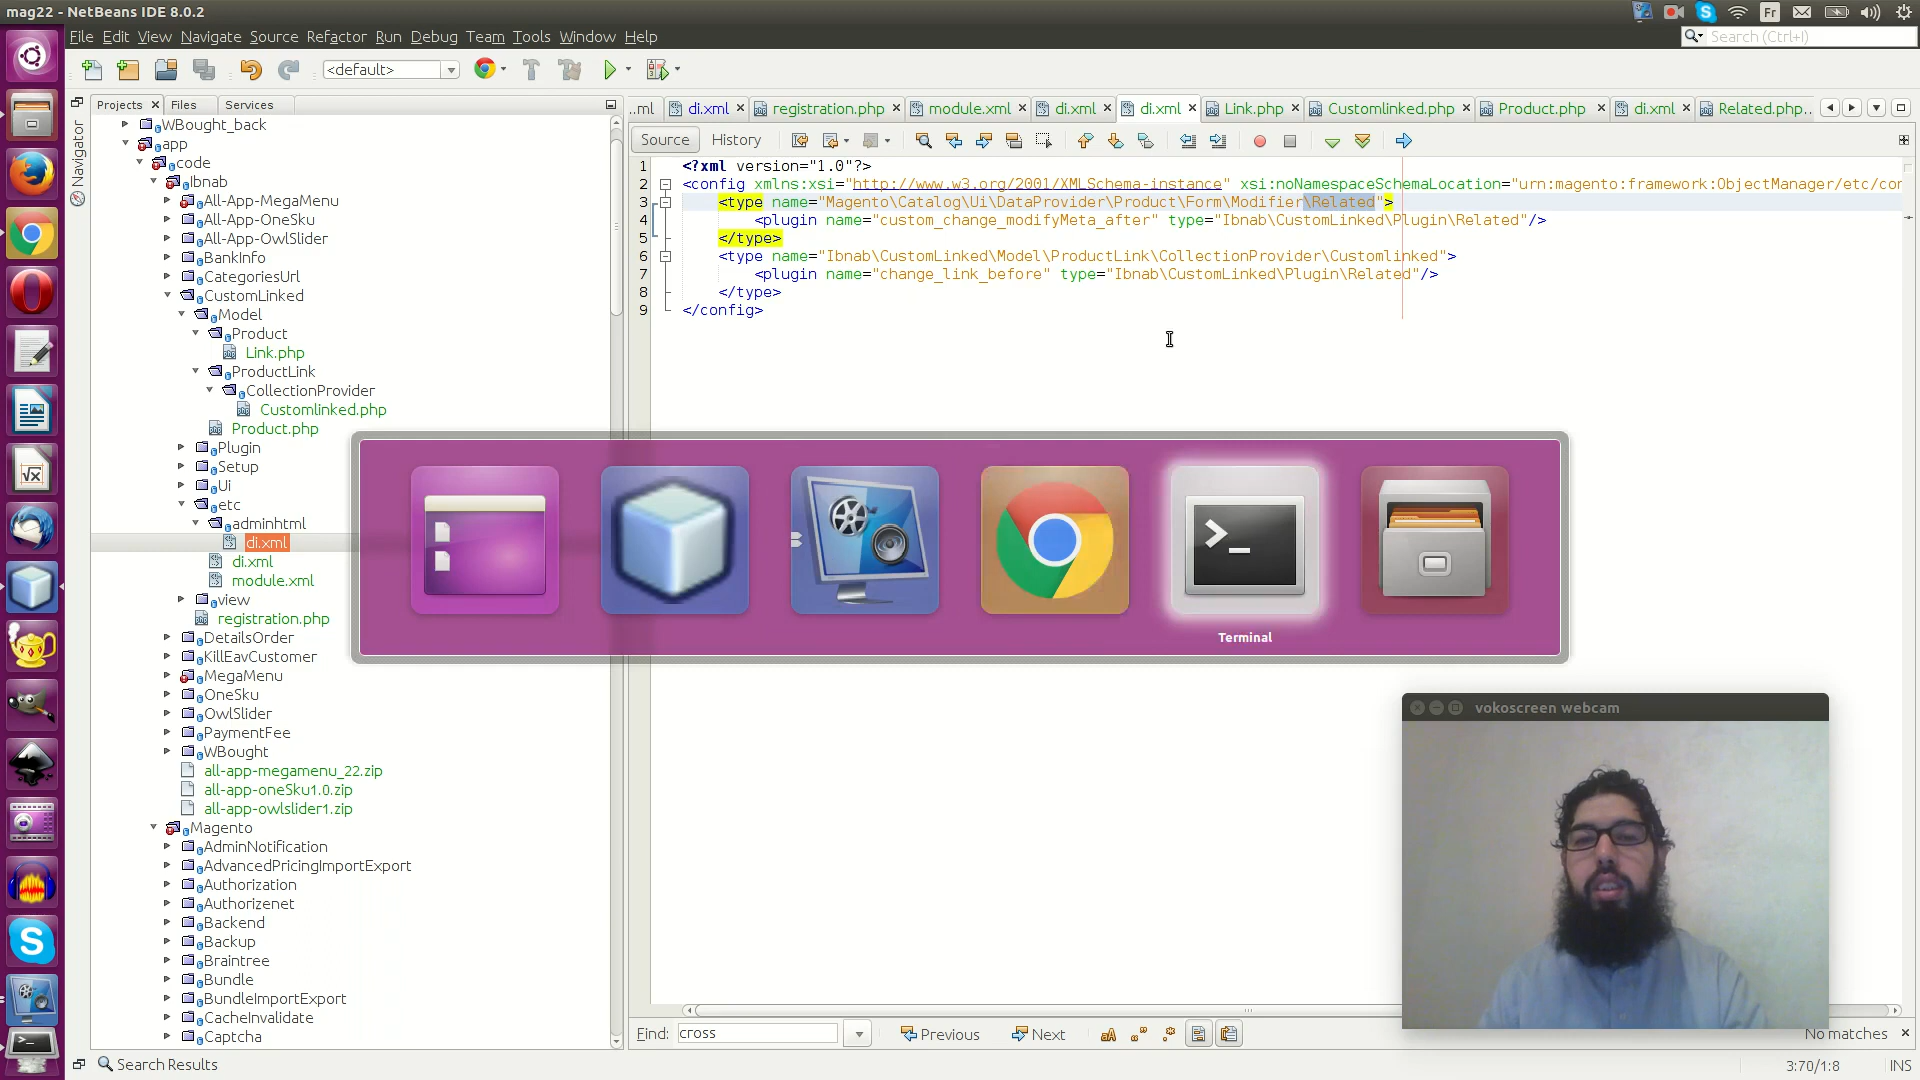 mag22 - NetBeans IDE 8.0.2
Fr
File Edit View Navigate Source Refactor Run Debug Team Tools Window Help
Search (Ctrl+I)
<default>
Projects Files Services
...ml di.xml registration.php module.xml di.xml di.xml Link.php Customlinked.php Product.php di.xml Related.php...
Navigator
Source History
WBought_back
app
code
Ibnab
All-App-MegaMenu
All-App-OneSku
All-App-OwlSlider
BankInfo
CategoriesUrl
CustomLinked
Model
Product
Link.php
ProductLink
CollectionProvider
Customlinked.php
Product.php
Plugin
Setup
Ui
etc
adminhtml
di.xml
di.xml
module.xml
view
registration.php
DetailsOrder
KillEavCustomer
MegaMenu
OneSku
OwlSlider
PaymentFee
WBought
all-app-megamenu_22.zip
all-app-oneSku1.0.zip
all-app-owlslider1.zip
Magento
AdminNotification
AdvancedPricingImportExport
Authorization
Authorizenet
Backend
Backup
Braintree
Bundle
BundleImportExport
CacheInvalidate
Captcha
1 <?xml version="1.0"?>
2 <config xmlns:xsi="http://www.w3.org/2001/XMLSchema-instance" xsi:noNamespaceSchemaLocation="urn:magento:framework:ObjectManager/etc/con
3 <type name="Magento\Catalog\Ui\DataProvider\Product\Form\Modifier\Related">
4 <plugin name="custom_change_modifyMeta_after" type="Ibnab\CustomLinked\Plugin\Related"/>
5 </type>
6 <type name="Ibnab\CustomLinked\Model\ProductLink\CollectionProvider\Customlinked">
7 <plugin name="change_link_before" type="Ibnab\CustomLinked\Plugin\Related"/>
8 </type>
9 </config>
Terminal
vokoscreen webcam
Find: cross Previous Next No matches
Search Results
3:70/1:8 INS